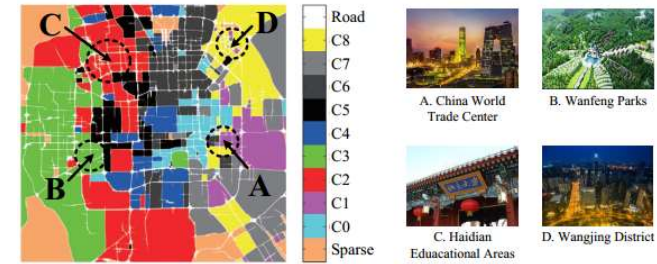 C
D
B
A
Road
C8
C7
C6
C5
C4
C3
C2
C1
C0
Sparse
A. China World
Trade Center
B. Wanfeng Parks
C. Haidian
Eduacational Areas
D. Wangjing District